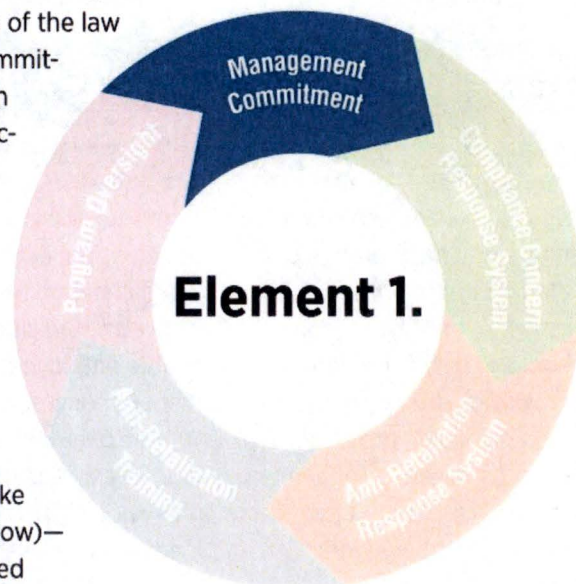 of the law
ommit-
n
c-
Management
Commitment
Compliance Concern
Response System
Anti-Retaliation
Response System
Anti-Retaliation
Training
Program Oversight
Element 1.
ke
ow)—
ed